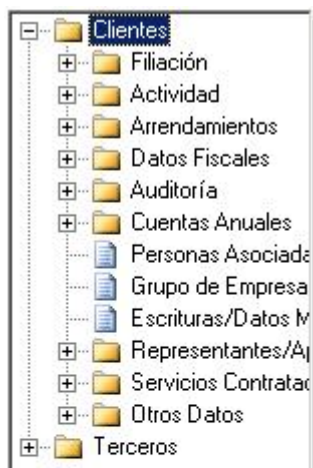 Clientes
Filiación
Actividad
Arrendamientos
Datos Fiscales
Auditoría
Cuentas Anuales
Personas Asociada
Grupo de Empresa
Escrituras/Datos M
Representantes/Ap
Servicios Contratad
Otros Datos
Terceros